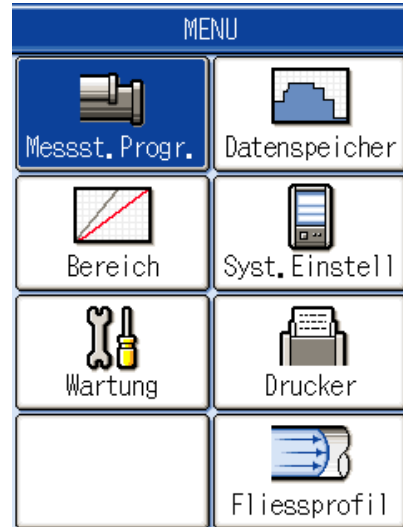 MENU
Messst.Progr.
Datenspeicher
Bereich
Syst.Einstell
Wartung
Drucker
Fliessprofil